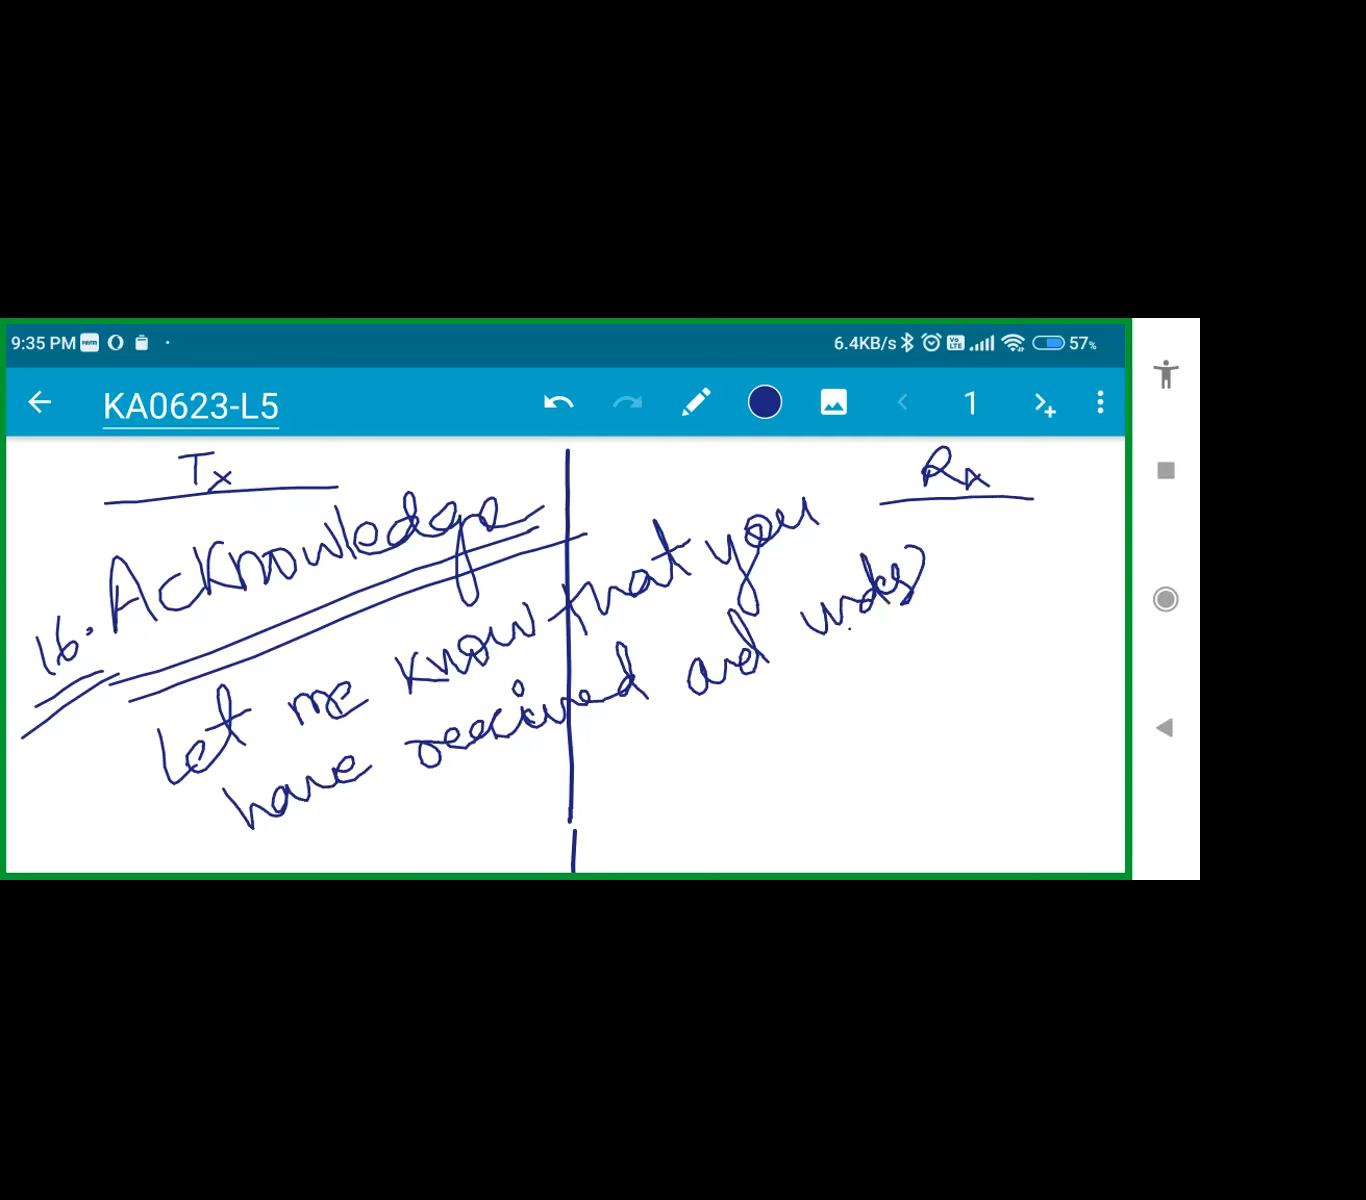 9:35 PM
6.4KB/s
57%
KA0623-L5
1
Tx
Rx
16. Acknowledge
Let me know that you
have received and under